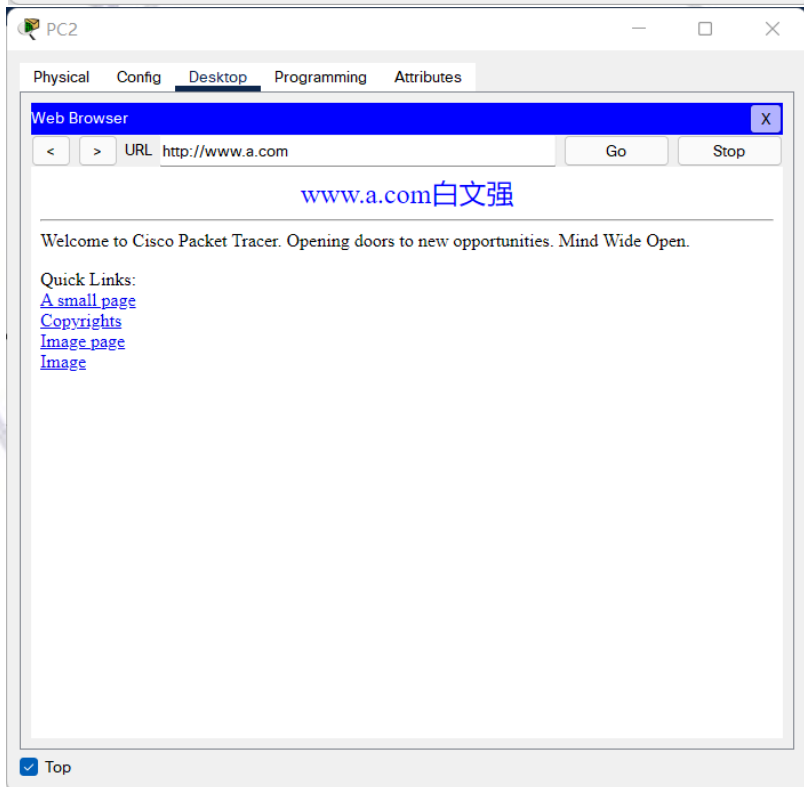 PC2
Physical Config Desktop Programming Attributes
Web Browser X
< > URL http://www.a.com Go Stop
www.a.com白文强
Welcome to Cisco Packet Tracer. Opening doors to new opportunities. Mind Wide Open.
Quick Links:
A small page
Copyrights
Image page
Image
Top